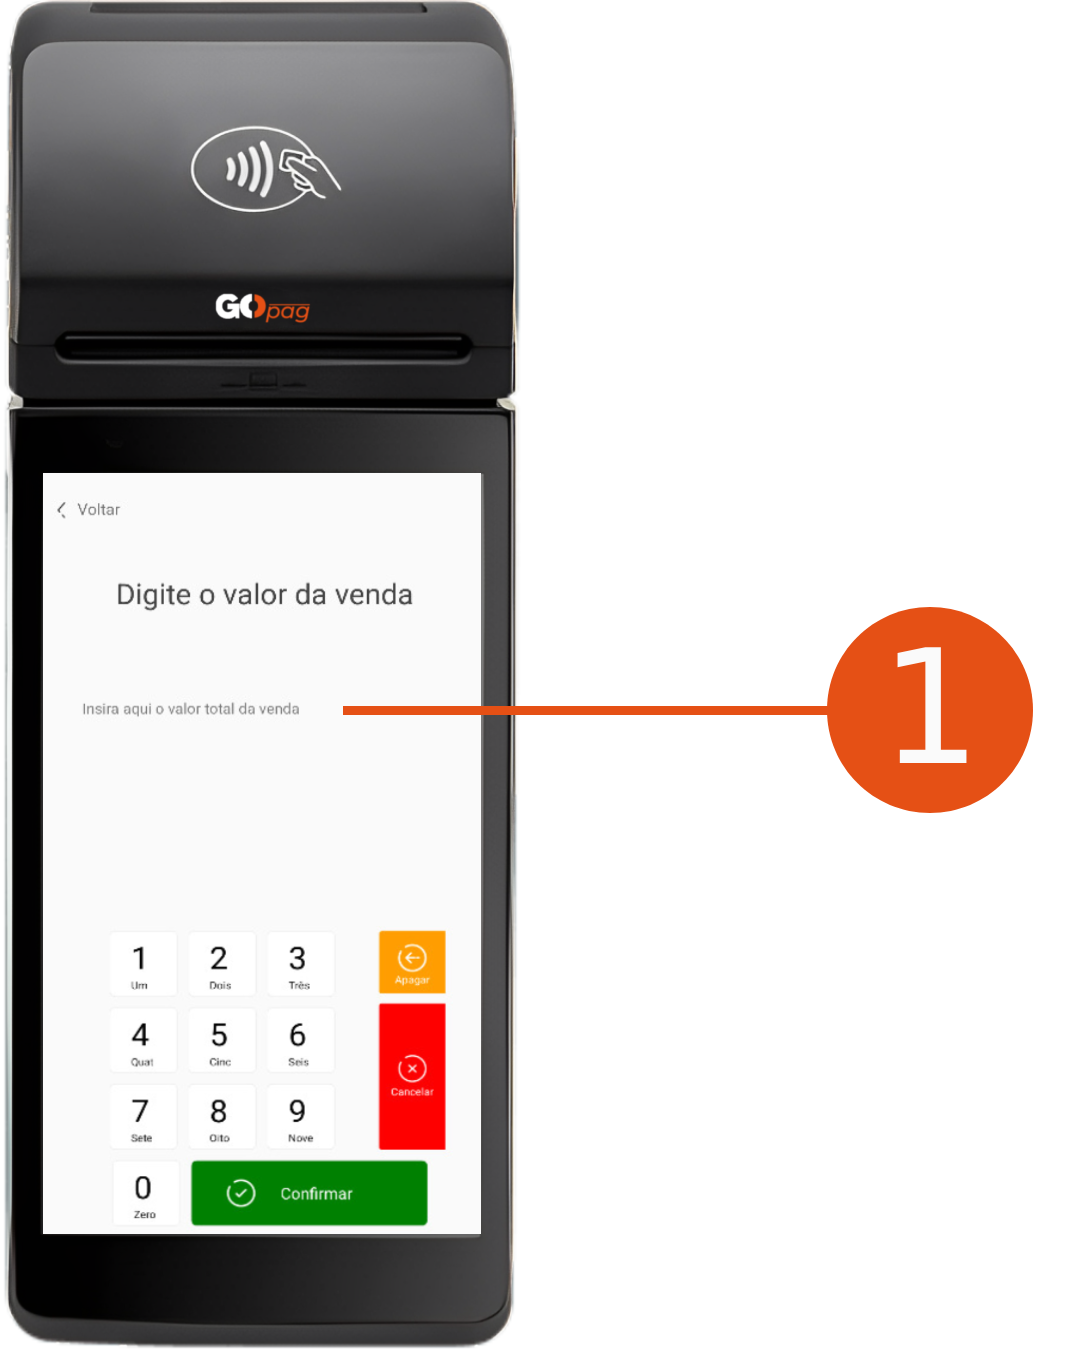 GOpag
Voltar
Digite o valor da venda
Insira aqui o valor total da venda
1
1 2 3
Um Dois Três
Apagar
4 5 6
Quat Cinc Seis
Cancelar
7 8 9
Sete Oito Nove
0
Zero
Confirmar